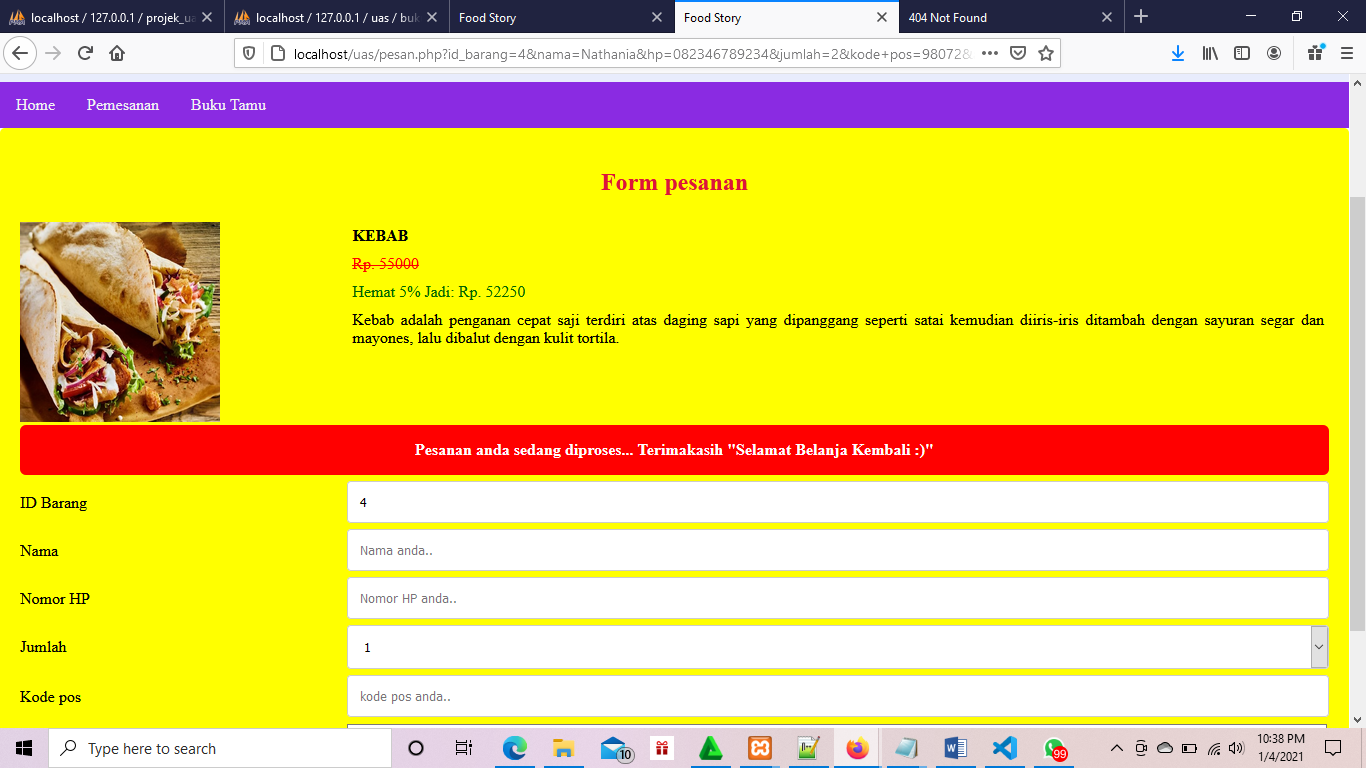 localhost / 127.0.0.1 / projek_ua
localhost / 127.0.0.1 / uas / buk
Food Story
Food Story
404 Not Found
localhost/uas/pesan.php?id_barang=4&nama=Nathania&hp=082346789234&jumlah=2&kode+pos=98072&
Home Pemesanan Buku Tamu
Form pesanan
KEBAB
Rp. 55000
Hemat 5% Jadi: Rp. 52250
Kebab adalah penganan cepat saji terdiri atas daging sapi yang dipanggang seperti satai kemudian diiris-iris ditambah dengan sayuran segar dan
mayones, lalu dibalut dengan kulit tortila.
Pesanan anda sedang diproses... Terimakasih "Selamat Belanja Kembali :)"
ID Barang 4
Nama Nama anda..
Nomor HP Nomor HP anda..
Jumlah 1
Kode pos kode pos anda..
Type here to search
10
99
10:38 PM
1/4/2021